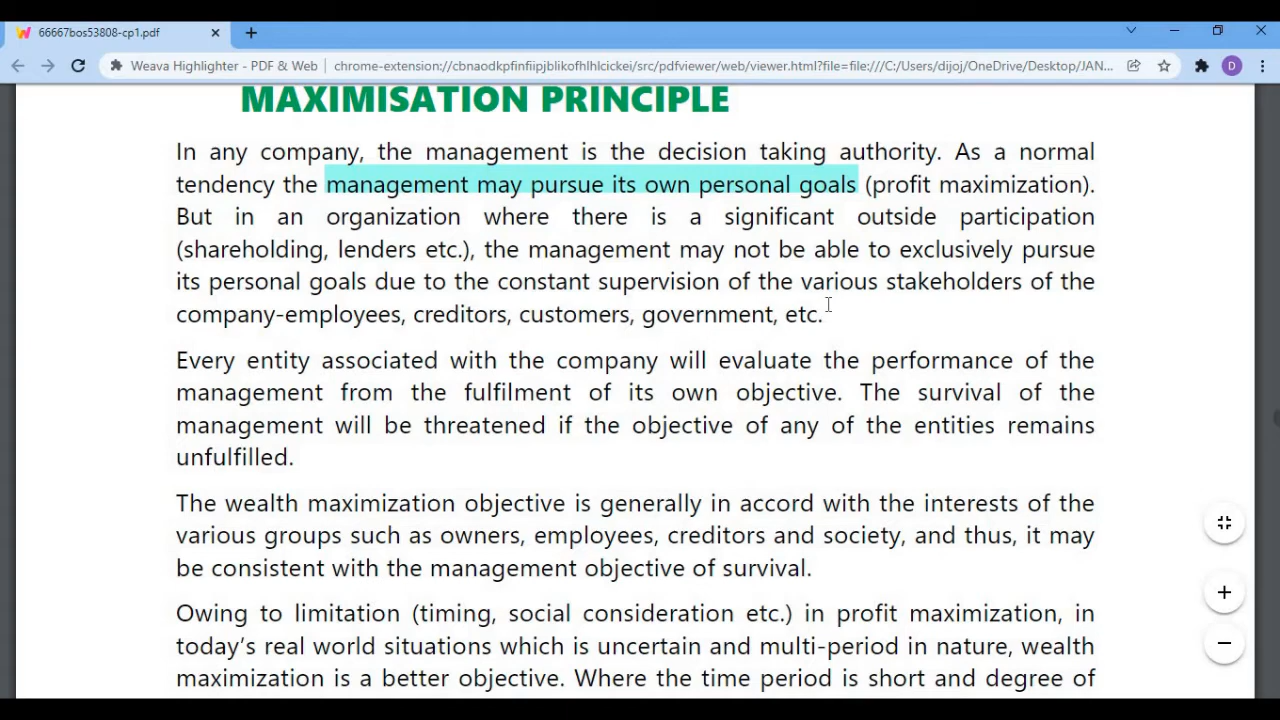 66667bos53808-cp1.pdf
Weava Highlighter - PDF & Web | chrome-extension://cbnaodkpfinfiipjblikofhlhlcickei/src/pdfviewer/web/viewer.html?file=file:///C:/Users/dijoj/OneDrive/Desktop/JAN... D
MAXIMISATION PRINCIPLE
In any company, the management is the decision taking authority. As a normal
tendency the management may pursue its own personal goals (profit maximization).
But in an organization where there is a significant outside participation
(shareholding, lenders etc.), the management may not be able to exclusively pursue
its personal goals due to the constant supervision of the various stakeholders of the
company-employees, creditors, customers, government, etc.
Every entity associated with the company will evaluate the performance of the
management from the fulfilment of its own objective. The survival of the
management will be threatened if the objective of any of the entities remains
unfulfilled.
The wealth maximization objective is generally in accord with the interests of the
various groups such as owners, employees, creditors and society, and thus, it may
be consistent with the management objective of survival.
Owing to limitation (timing, social consideration etc.) in profit maximization, in
today's real world situations which is uncertain and multi-period in nature, wealth
maximization is a better objective. Where the time period is short and degree of